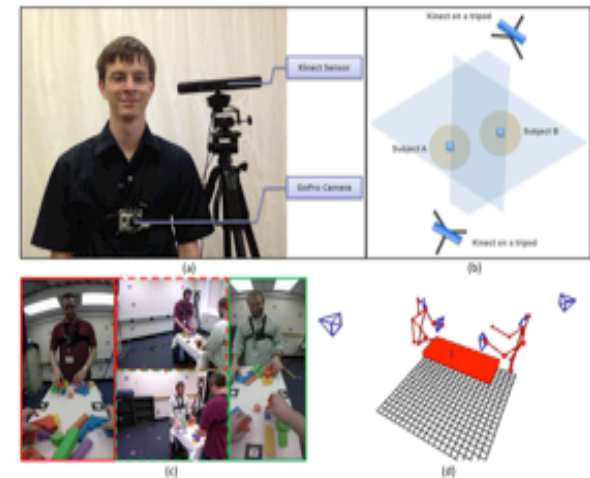 Kinect Sensor
GoPro Camera
(a)
Kinect on a tripod
Subject B
Subject A
Kinect on a tripod
(b)
(c)
(d)